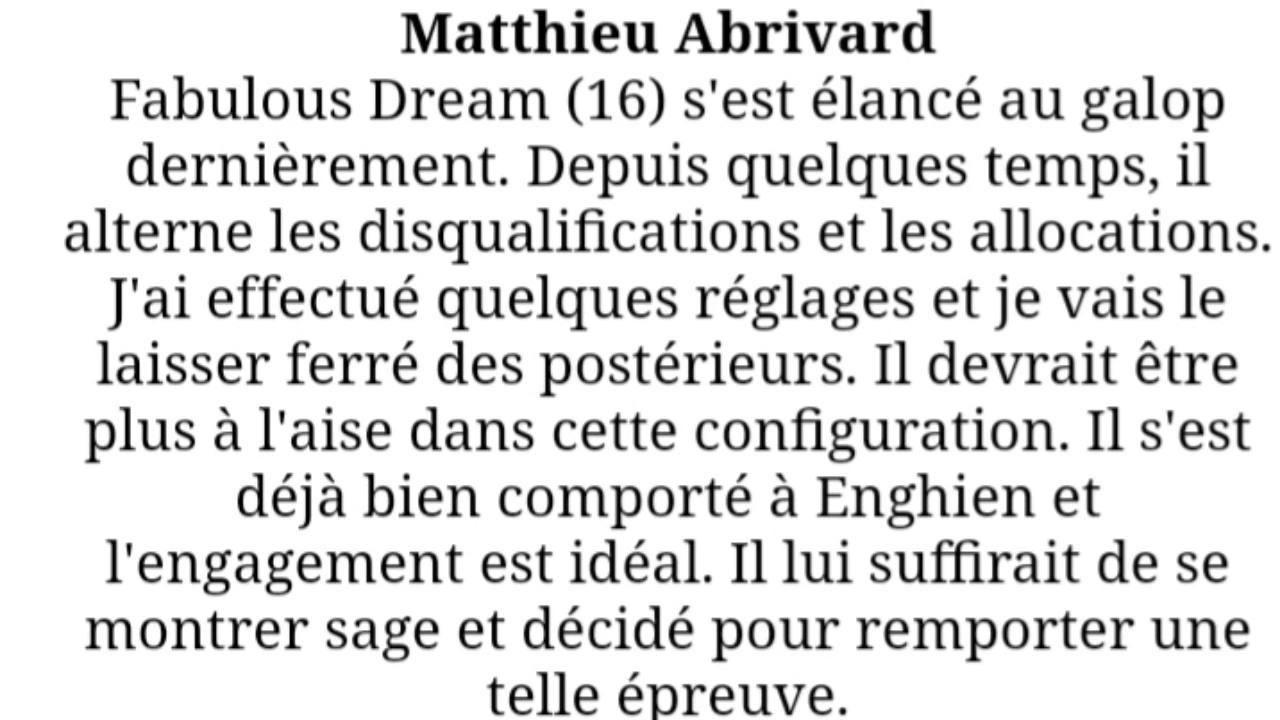 Matthieu Abrivard
Fabulous Dream (16) s'est élancé au galop
dernièrement. Depuis quelques temps, il
alterne les disqualifications et les allocations.
J'ai effectué quelques réglages et je vais le
laisser ferré des postérieurs. Il devrait être
plus à l'aise dans cette configuration. Il s'est
déjà bien comporté à Enghien et
l'engagement est idéal. Il lui suffirait de se
montrer sage et décidé pour remporter une
telle épreuve.